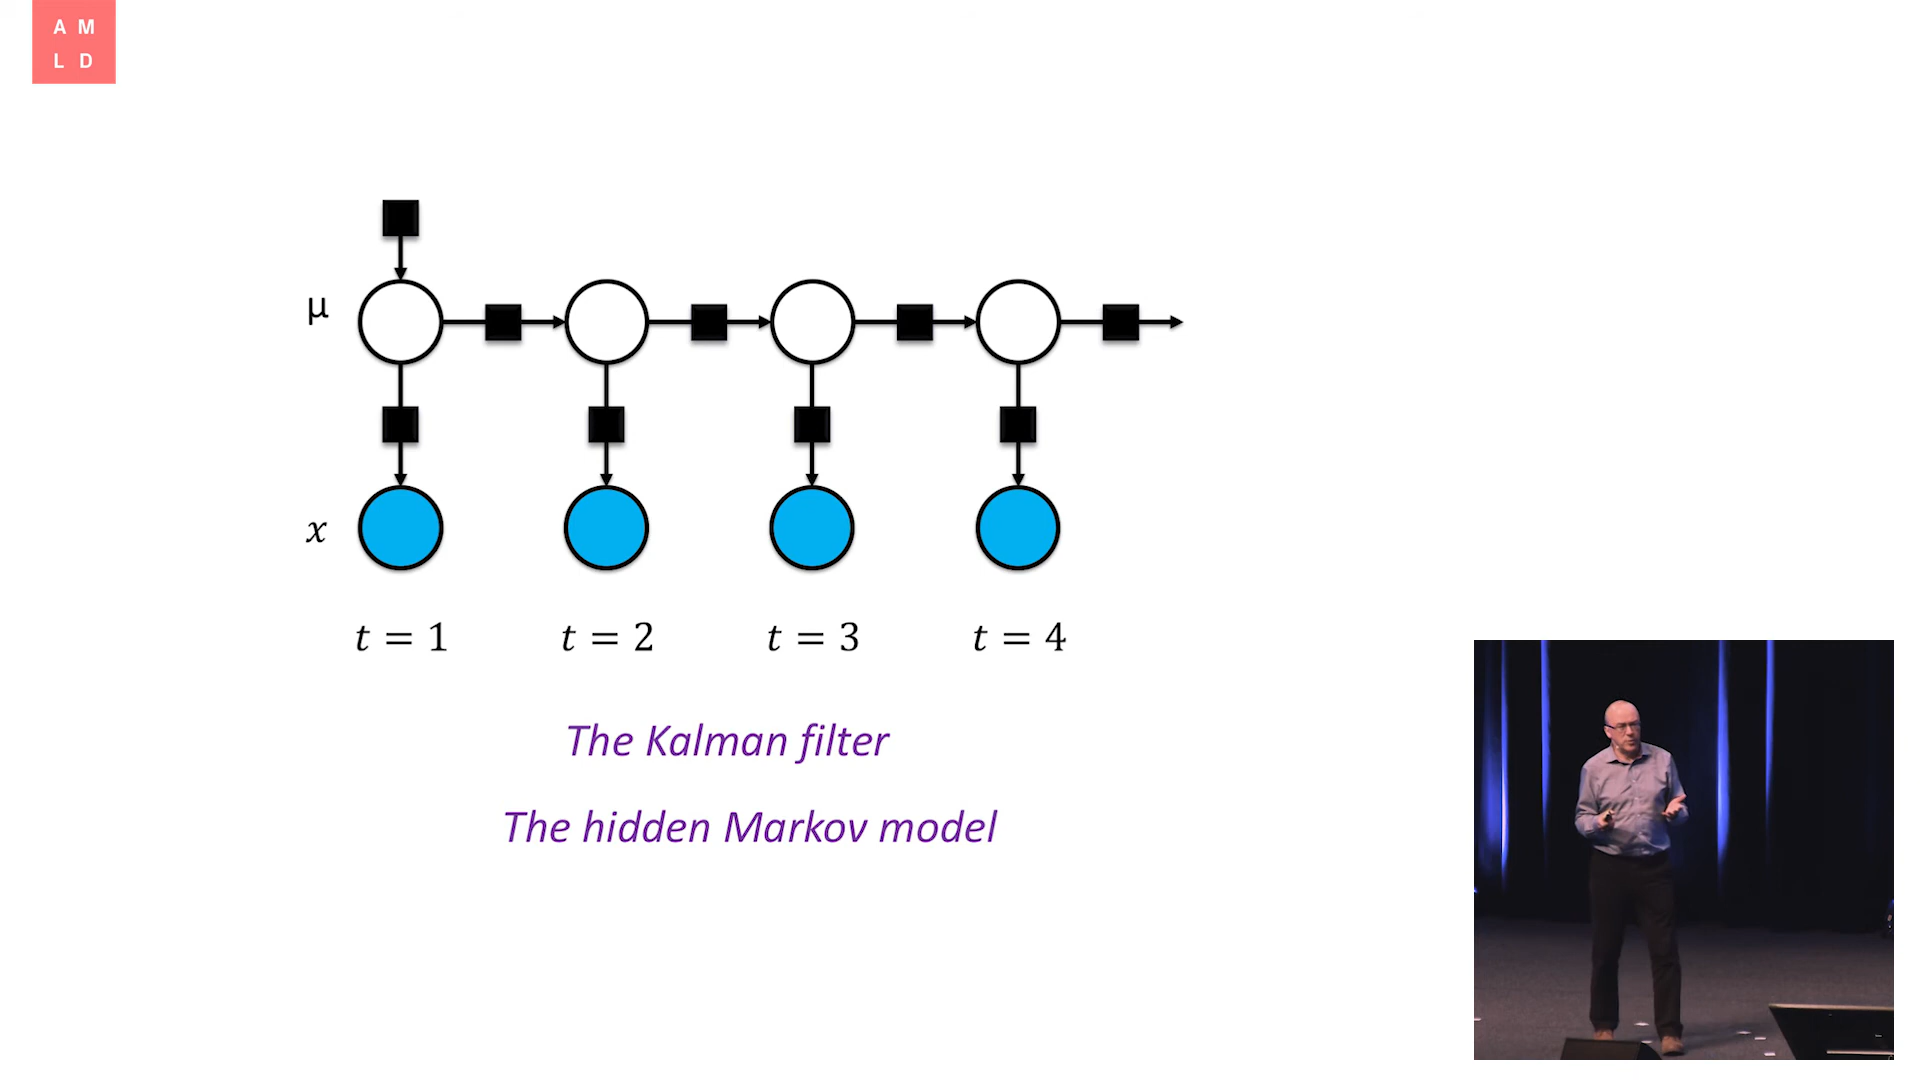 A M
L D
μ
x
t = 1 t = 2 t = 3 t = 4
The Kalman filter
The hidden Markov model